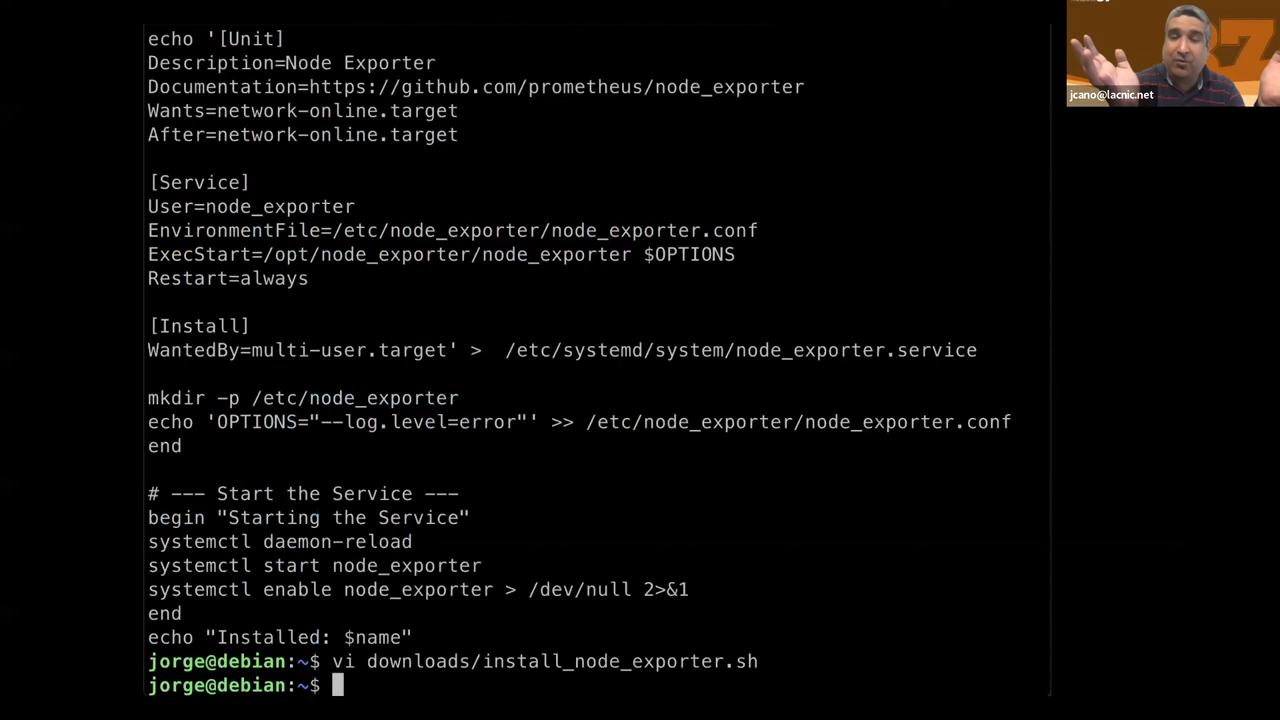 echo '[Unit]
Description=Node Exporter
Documentation=https://github.com/prometheus/node_exporter
Wants=network-online.target
After=network-online.target
[Service]
User=node_exporter
EnvironmentFile=/etc/node_exporter/node_exporter.conf
ExecStart=/opt/node_exporter/node_exporter $OPTIONS
Restart=always
[Install]
WantedBy=multi-user.target' >  /etc/systemd/system/node_exporter.service
mkdir -p /etc/node_exporter
echo 'OPTIONS="--log.level=error"' >> /etc/node_exporter/node_exporter.conf
end
# --- Start the Service ---
begin "Starting the Service"
systemctl daemon-reload
systemctl start node_exporter
systemctl enable node_exporter > /dev/null 2>&1
end
echo "Installed: $name"
jorge@debian:~$ vi downloads/install_node_exporter.sh
jorge@debian:~$
jcano@lacnic.net